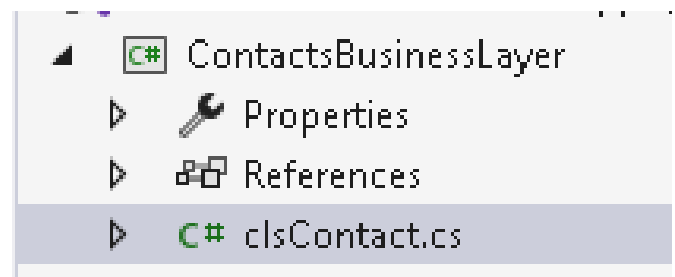 C# ContactsBusinessLayer
Properties
References
C# clsContact.cs